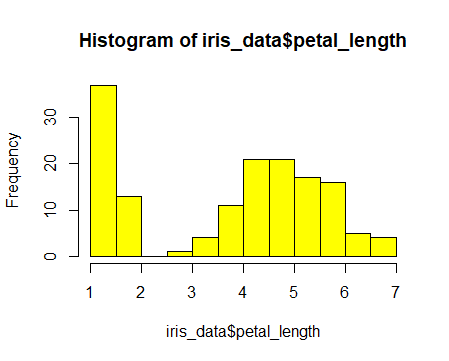 Histogram of iris_data$petal_length
Frequency
30
20
10
0
1 2 3 4 5 6 7
iris_data$petal_length